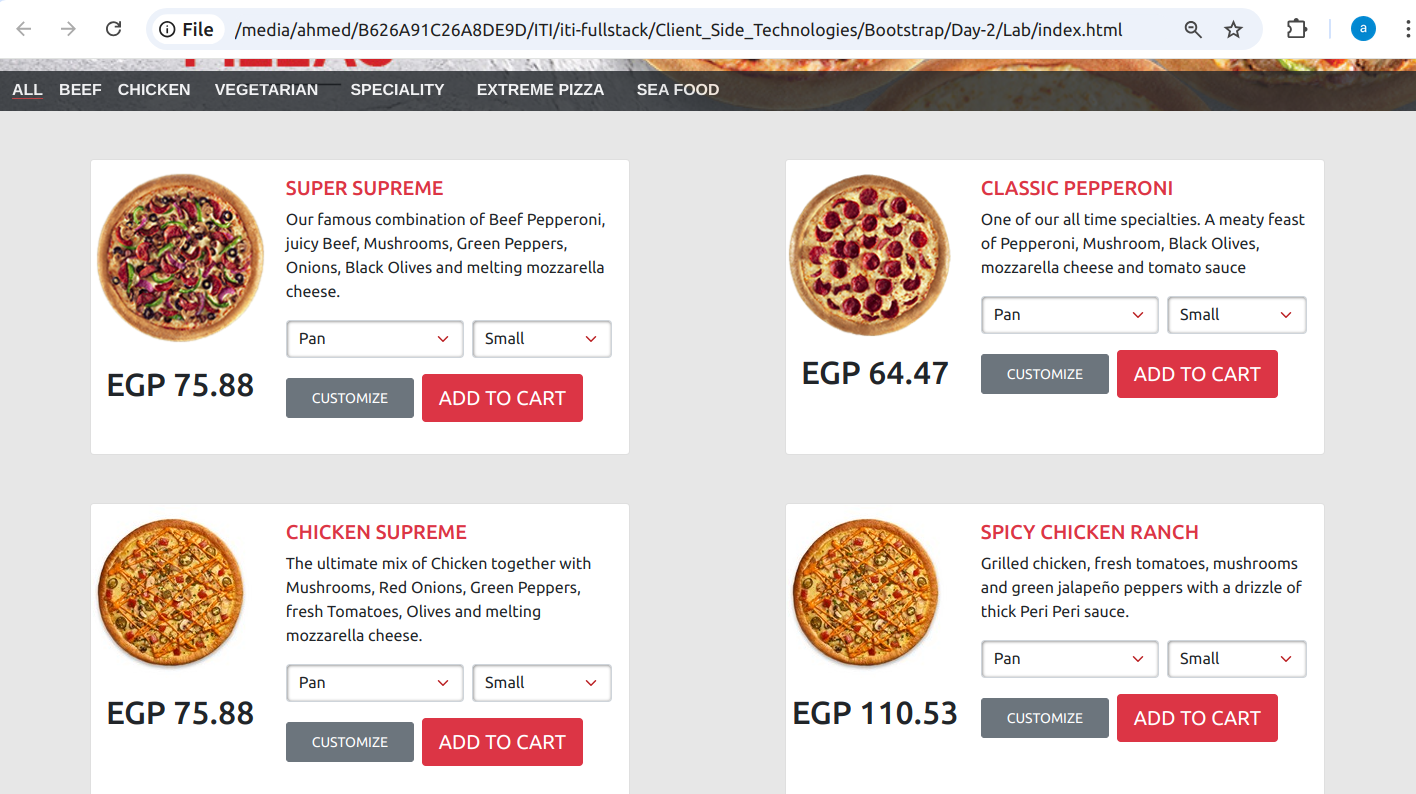 File
/media/ahmed/B626A91C26A8DE9D/ITI/iti-fullstack/Client_Side_Technologies/Bootstrap/Day-2/Lab/index.html
a
PIZZAS
ALL BEEF CHICKEN VEGETARIAN SPECIALITY EXTREME PIZZA SEA FOOD
SUPER SUPREME
Our famous combination of Beef Pepperoni,
juicy Beef, Mushrooms, Green Peppers,
Onions, Black Olives and melting mozzarella
cheese.
Pan Small
EGP 75.88
CUSTOMIZE ADD TO CART
CLASSIC PEPPERONI
One of our all time specialties. A meaty feast
of Pepperoni, Mushroom, Black Olives,
mozzarella cheese and tomato sauce
Pan Small
EGP 64.47
CUSTOMIZE ADD TO CART
CHICKEN SUPREME
The ultimate mix of Chicken together with
Mushrooms, Red Onions, Green Peppers,
fresh Tomatoes, Olives and melting
mozzarella cheese.
Pan Small
EGP 75.88
CUSTOMIZE ADD TO CART
SPICY CHICKEN RANCH
Grilled chicken, fresh tomatoes, mushrooms
and green jalapeño peppers with a drizzle of
thick Peri Peri sauce.
Pan Small
EGP 110.53
CUSTOMIZE ADD TO CART